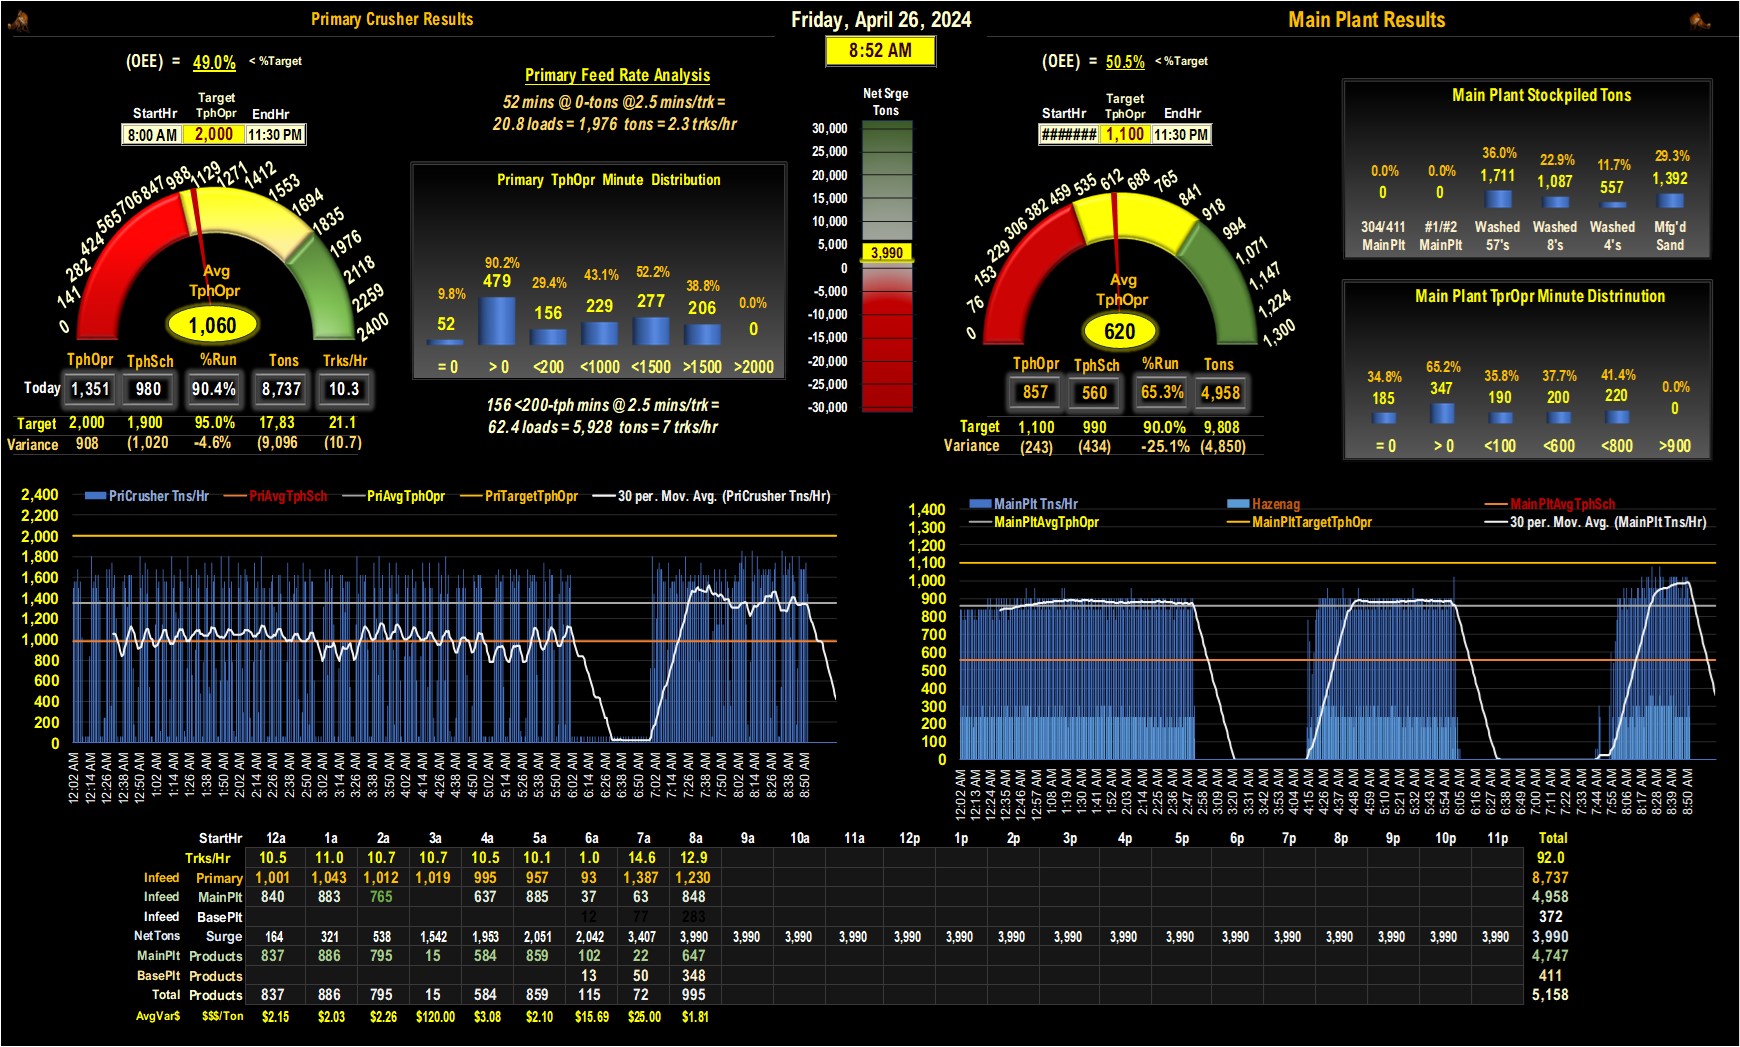 Primary Crusher Results
Friday, April 26, 2024
Main Plant Results
8:52 AM
(OEE) = 49.0% < %Target
StartHr Target TphOpr EndHr
8:00 AM 2,000 11:30 PM
0 141 282 424 565 706 847 988 1129 1271 1412 1553 1694 1835 1976 2118 2259 2400
Avg
TphOpr
1,060
TphOpr TphSch %Run Tons Trks/Hr
Today 1,351 980 90.4% 8,737 10.3
Target 2,000 1,900 95.0% 17,83 21.1
Variance 908 (1,020 -4.6% (9,096 (10.7)
Primary Feed Rate Analysis
52 mins @ 0-tons @2.5 mins/trk =
20.8 loads = 1,976 tons = 2.3 trks/hr
Primary TphOpr Minute Distribution
9.8% 90.2% 29.4% 43.1% 52.2% 38.8% 0.0%
52 479 156 229 277 206 0
= 0 > 0 <200 <1000 <1500 >1500 >2000
156 <200-tph mins @ 2.5 mins/trk =
62.4 loads = 5,928 tons = 7 trks/hr
Net Srge
Tons
30,000
25,000
20,000
15,000
10,000
5,000
3,990
0
-5,000
-10,000
-15,000
-20,000
-25,000
-30,000
(OEE) = 50.5% < %Target
StartHr Target TphOpr EndHr
####### 1,100 11:30 PM
0 76 153 229 306 382 459 535 612 688 765 841 918 994 1,071 1,147 1,224 1,300
Avg
TphOpr
620
TphOpr TphSch %Run Tons
857 560 65.3% 4,958
Target 1,100 990 90.0% 9,808
Variance (243) (434) -25.1% (4,850)
Main Plant Stockpiled Tons
0.0% 0.0% 36.0% 22.9% 11.7% 29.3%
0 0 1,711 1,087 557 1,392
304/411 #1/#2 Washed Washed Washed Mfg'd
MainPlt MainPlt 57's 8's 4's Sand
Main Plant TprOpr Minute Distrinution
34.8% 65.2% 35.8% 37.7% 41.4% 0.0%
185 347 190 200 220 0
= 0 > 0 <100 <600 <800 >900
PriCrusher Tns/Hr PriAvgTphSch PriAvgTphOpr PriTargetTphOpr 30 per. Mov. Avg. (PriCrusher Tns/Hr)
2,400
2,200
2,000
1,800
1,600
1,400
1,200
1,000
800
600
400
200
0
12:02 AM 12:14 AM 12:26 AM 12:38 AM 12:50 AM 1:02 AM 1:14 AM 1:26 AM 1:38 AM 1:50 AM 2:02 AM 2:14 AM 2:26 AM 2:38 AM 2:50 AM 3:02 AM 3:14 AM 3:26 AM 3:38 AM 3:50 AM 4:02 AM 4:14 AM 4:26 AM 4:38 AM 4:50 AM 5:02 AM 5:14 AM 5:26 AM 5:38 AM 5:50 AM 6:02 AM 6:14 AM 6:26 AM 6:38 AM 6:50 AM 7:02 AM 7:14 AM 7:26 AM 7:38 AM 7:50 AM 8:02 AM 8:14 AM 8:26 AM 8:38 AM 8:50 AM
MainPlt Tns/Hr Hazenag MainPltAvgTphSch
MainPltAvgTphOpr MainPltTargetTphOpr 30 per. Mov. Avg. (MainPlt Tns/Hr)
1,400
1,300
1,200
1,100
1,000
900
800
700
600
500
400
300
200
100
0
12:02 AM 12:13 AM 12:24 AM 12:35 AM 12:46 AM 12:57 AM 1:08 AM 1:19 AM 1:30 AM 1:41 AM 1:52 AM 2:03 AM 2:14 AM 2:25 AM 2:36 AM 2:47 AM 2:58 AM 3:09 AM 3:20 AM 3:31 AM 3:42 AM 3:53 AM 4:04 AM 4:15 AM 4:26 AM 4:37 AM 4:48 AM 4:59 AM 5:10 AM 5:21 AM 5:32 AM 5:43 AM 5:54 AM 6:05 AM 6:16 AM 6:27 AM 6:38 AM 6:49 AM 7:00 AM 7:11 AM 7:22 AM 7:33 AM 7:44 AM 7:55 AM 8:06 AM 8:17 AM 8:28 AM 8:39 AM 8:50 AM
StartHr 12a 1a 2a 3a 4a 5a 6a 7a 8a 9a 10a 11a 12p 1p 2p 3p 4p 5p 6p 7p 8p 9p 10p 11p Total
Trks/Hr 10.5 11.0 10.7 10.7 10.5 10.1 1.0 14.6 12.9 92.0
Infeed Primary 1,001 1,043 1,012 1,019 995 957 93 1,387 1,230 8,737
Infeed MainPlt 840 883 765 637 885 37 63 848 4,958
Infeed BasePlt 12 77 283 372
NetTons Surge 164 321 538 1,542 1,953 2,051 2,042 3,407 3,990 3,990 3,990 3,990 3,990 3,990 3,990 3,990 3,990 3,990 3,990 3,990 3,990 3,990 3,990 3,990 3,990
MainPlt Products 837 886 795 15 584 859 102 22 647 4,747
BasePlt Products 13 50 348 411
Total Products 837 886 795 15 584 859 115 72 995 5,158
AvgVar$ $$$/Ton $2.15 $2.03 $2.26 $120.00 $3.08 $2.10 $15.69 $25.00 $1.81